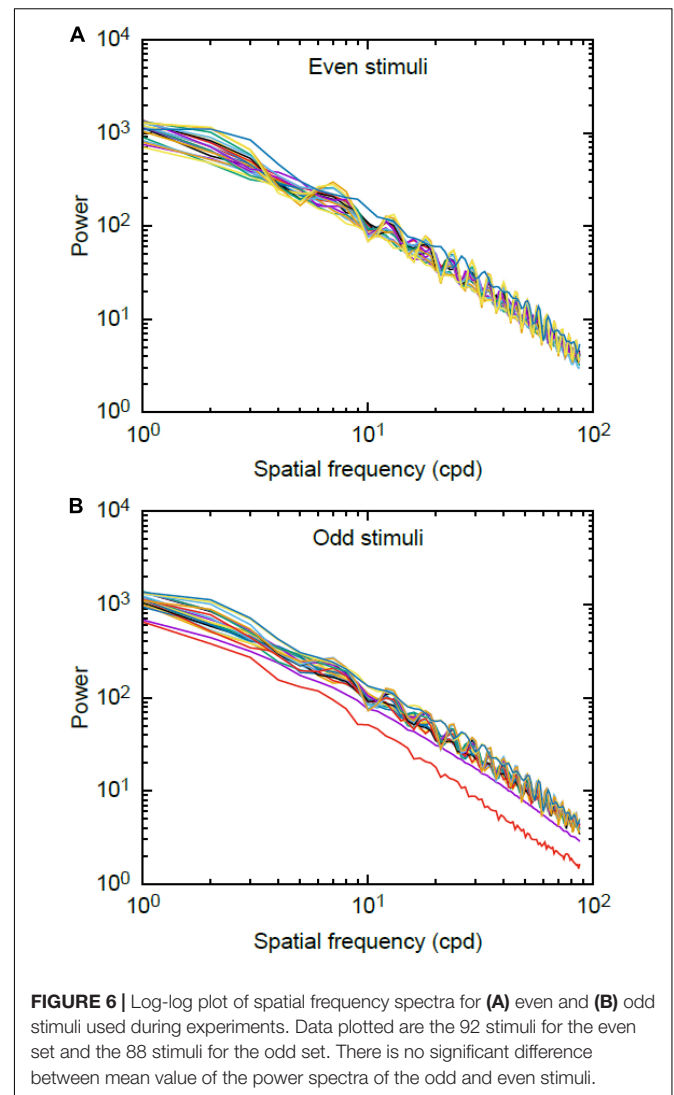 A
10⁴
Even stimuli
10³
Power
10²
10¹
10⁰
10⁰ 10¹ 10²
Spatial frequency (cpd)
B
10⁴
Odd stimuli
10³
Power
10²
10¹
10⁰
10⁰ 10¹ 10²
Spatial frequency (cpd)
FIGURE 6 | Log-log plot of spatial frequency spectra for (A) even and (B) odd
stimuli used during experiments. Data plotted are the 92 stimuli for the even
set and the 88 stimuli for the odd set. There is no significant difference
between mean value of the power spectra of the odd and even stimuli.